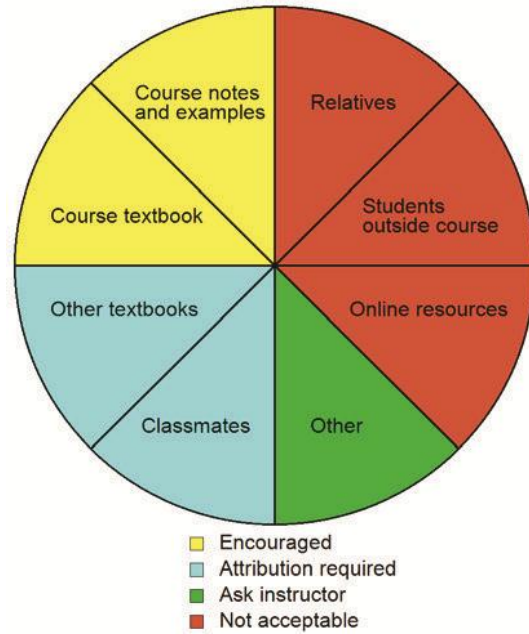 Course notes
and examples
Relatives
Course textbook
Students
outside course
Other textbooks
Online resources
Classmates
Other
Encouraged
Attribution required
Ask instructor
Not acceptable